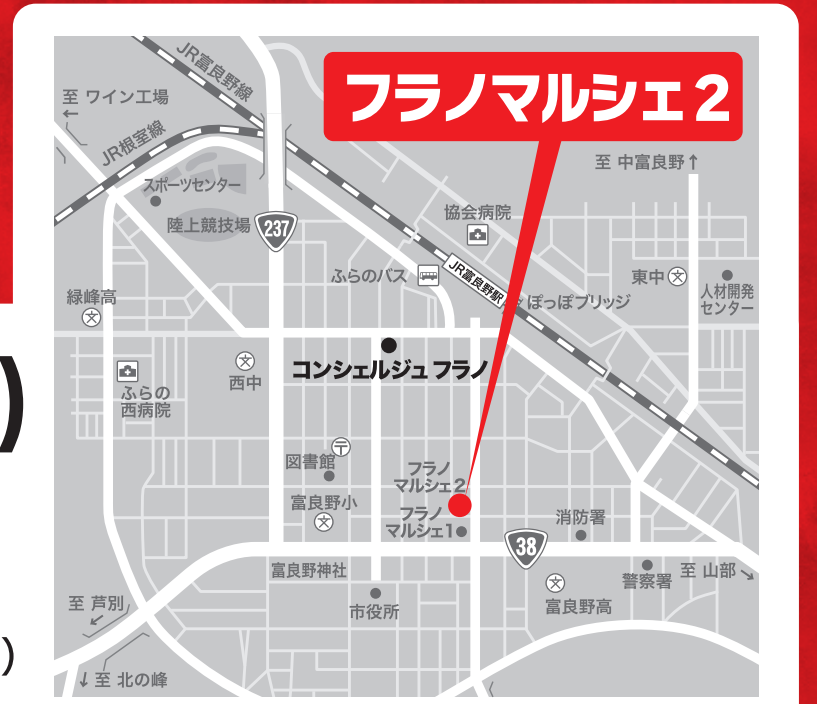 JR富良野線
フラノマルシェ2
至 ワイン工場
←
JR根室線
至 中富良野↑
スポーツセンター
陸上競技場
237
協会病院
ふらのバス
JR富良野駅
ぽっぽブリッジ
東中
文
人材開発
センター
緑峰高
文
コンシェルジュ フラノ
文
西中
ふらの
西病院
)
図書館
〒
富良野小
文
フラノ
マルシェ2
フラノ
マルシェ1
消防署
38
富良野神社
警察署
至 山部↘
文
富良野高
市役所
至 芦別
↙
)
↓至 北の峰